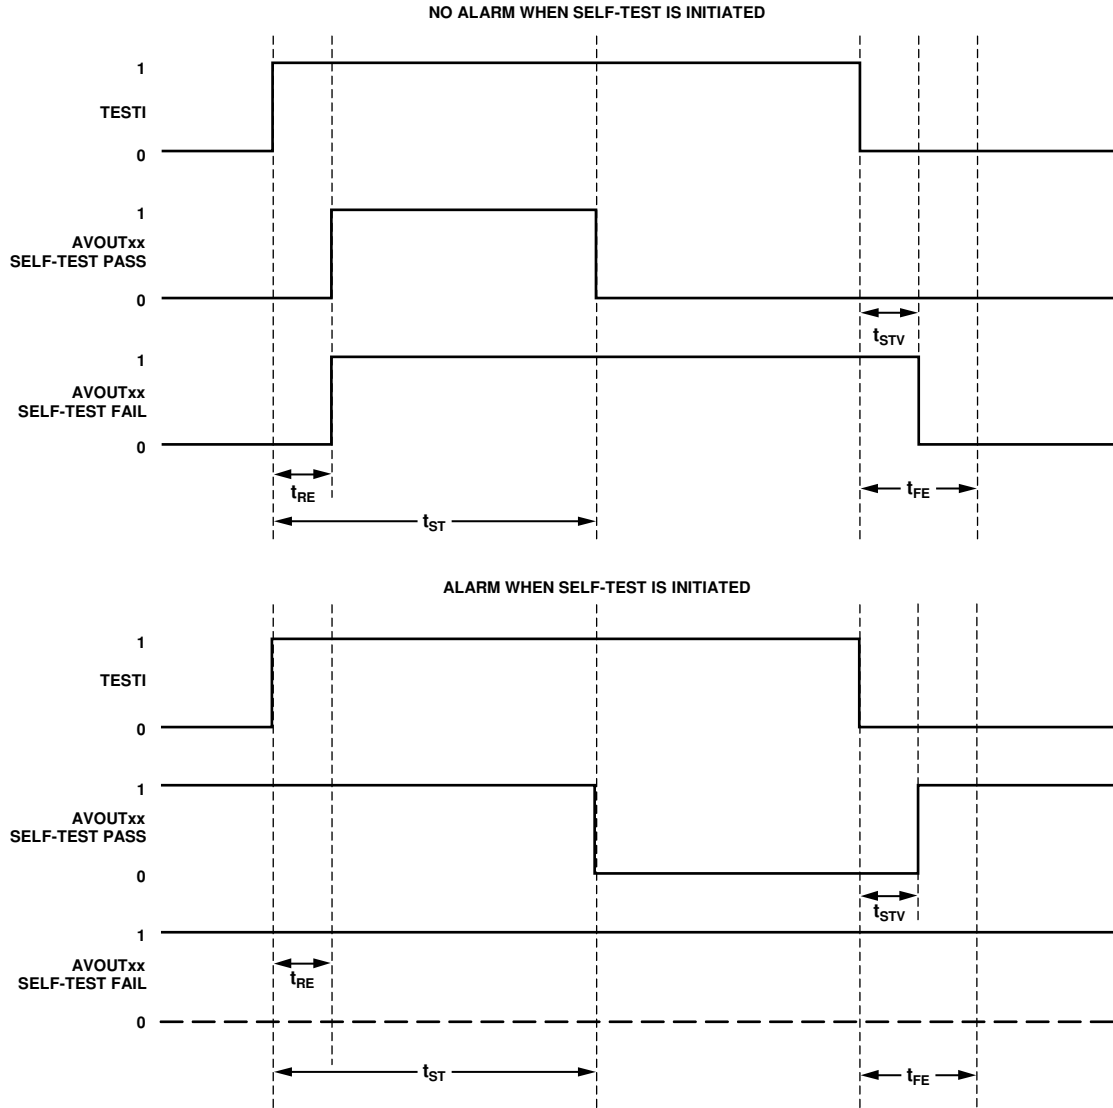 NO ALARM WHEN SELF-TEST IS INITIATED
1
TESTI
0
1
AVOUTxx
SELF-TEST PASS
0
tSTV
1
AVOUTxx
SELF-TEST FAIL
0
tRE
tFE
tST
ALARM WHEN SELF-TEST IS INITIATED
1
TESTI
0
1
AVOUTxx
SELF-TEST PASS
0
tSTV
1
AVOUTxx
SELF-TEST FAIL
tRE
0
tST
tFE